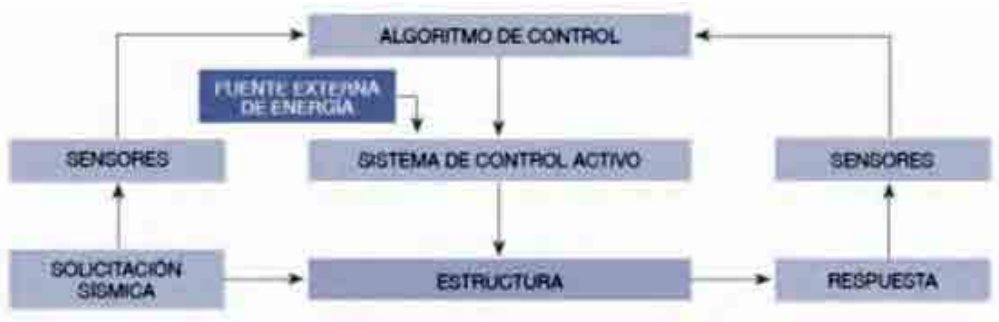 ALGORITMO DE CONTROL
FUENTE EXTERNA
DE ENERGÍA
SENSORES
SISTEMA DE CONTROL ACTIVO
SENSORES
SOLICITACIÓN
SÍSMICA
ESTRUCTURA
RESPUESTA